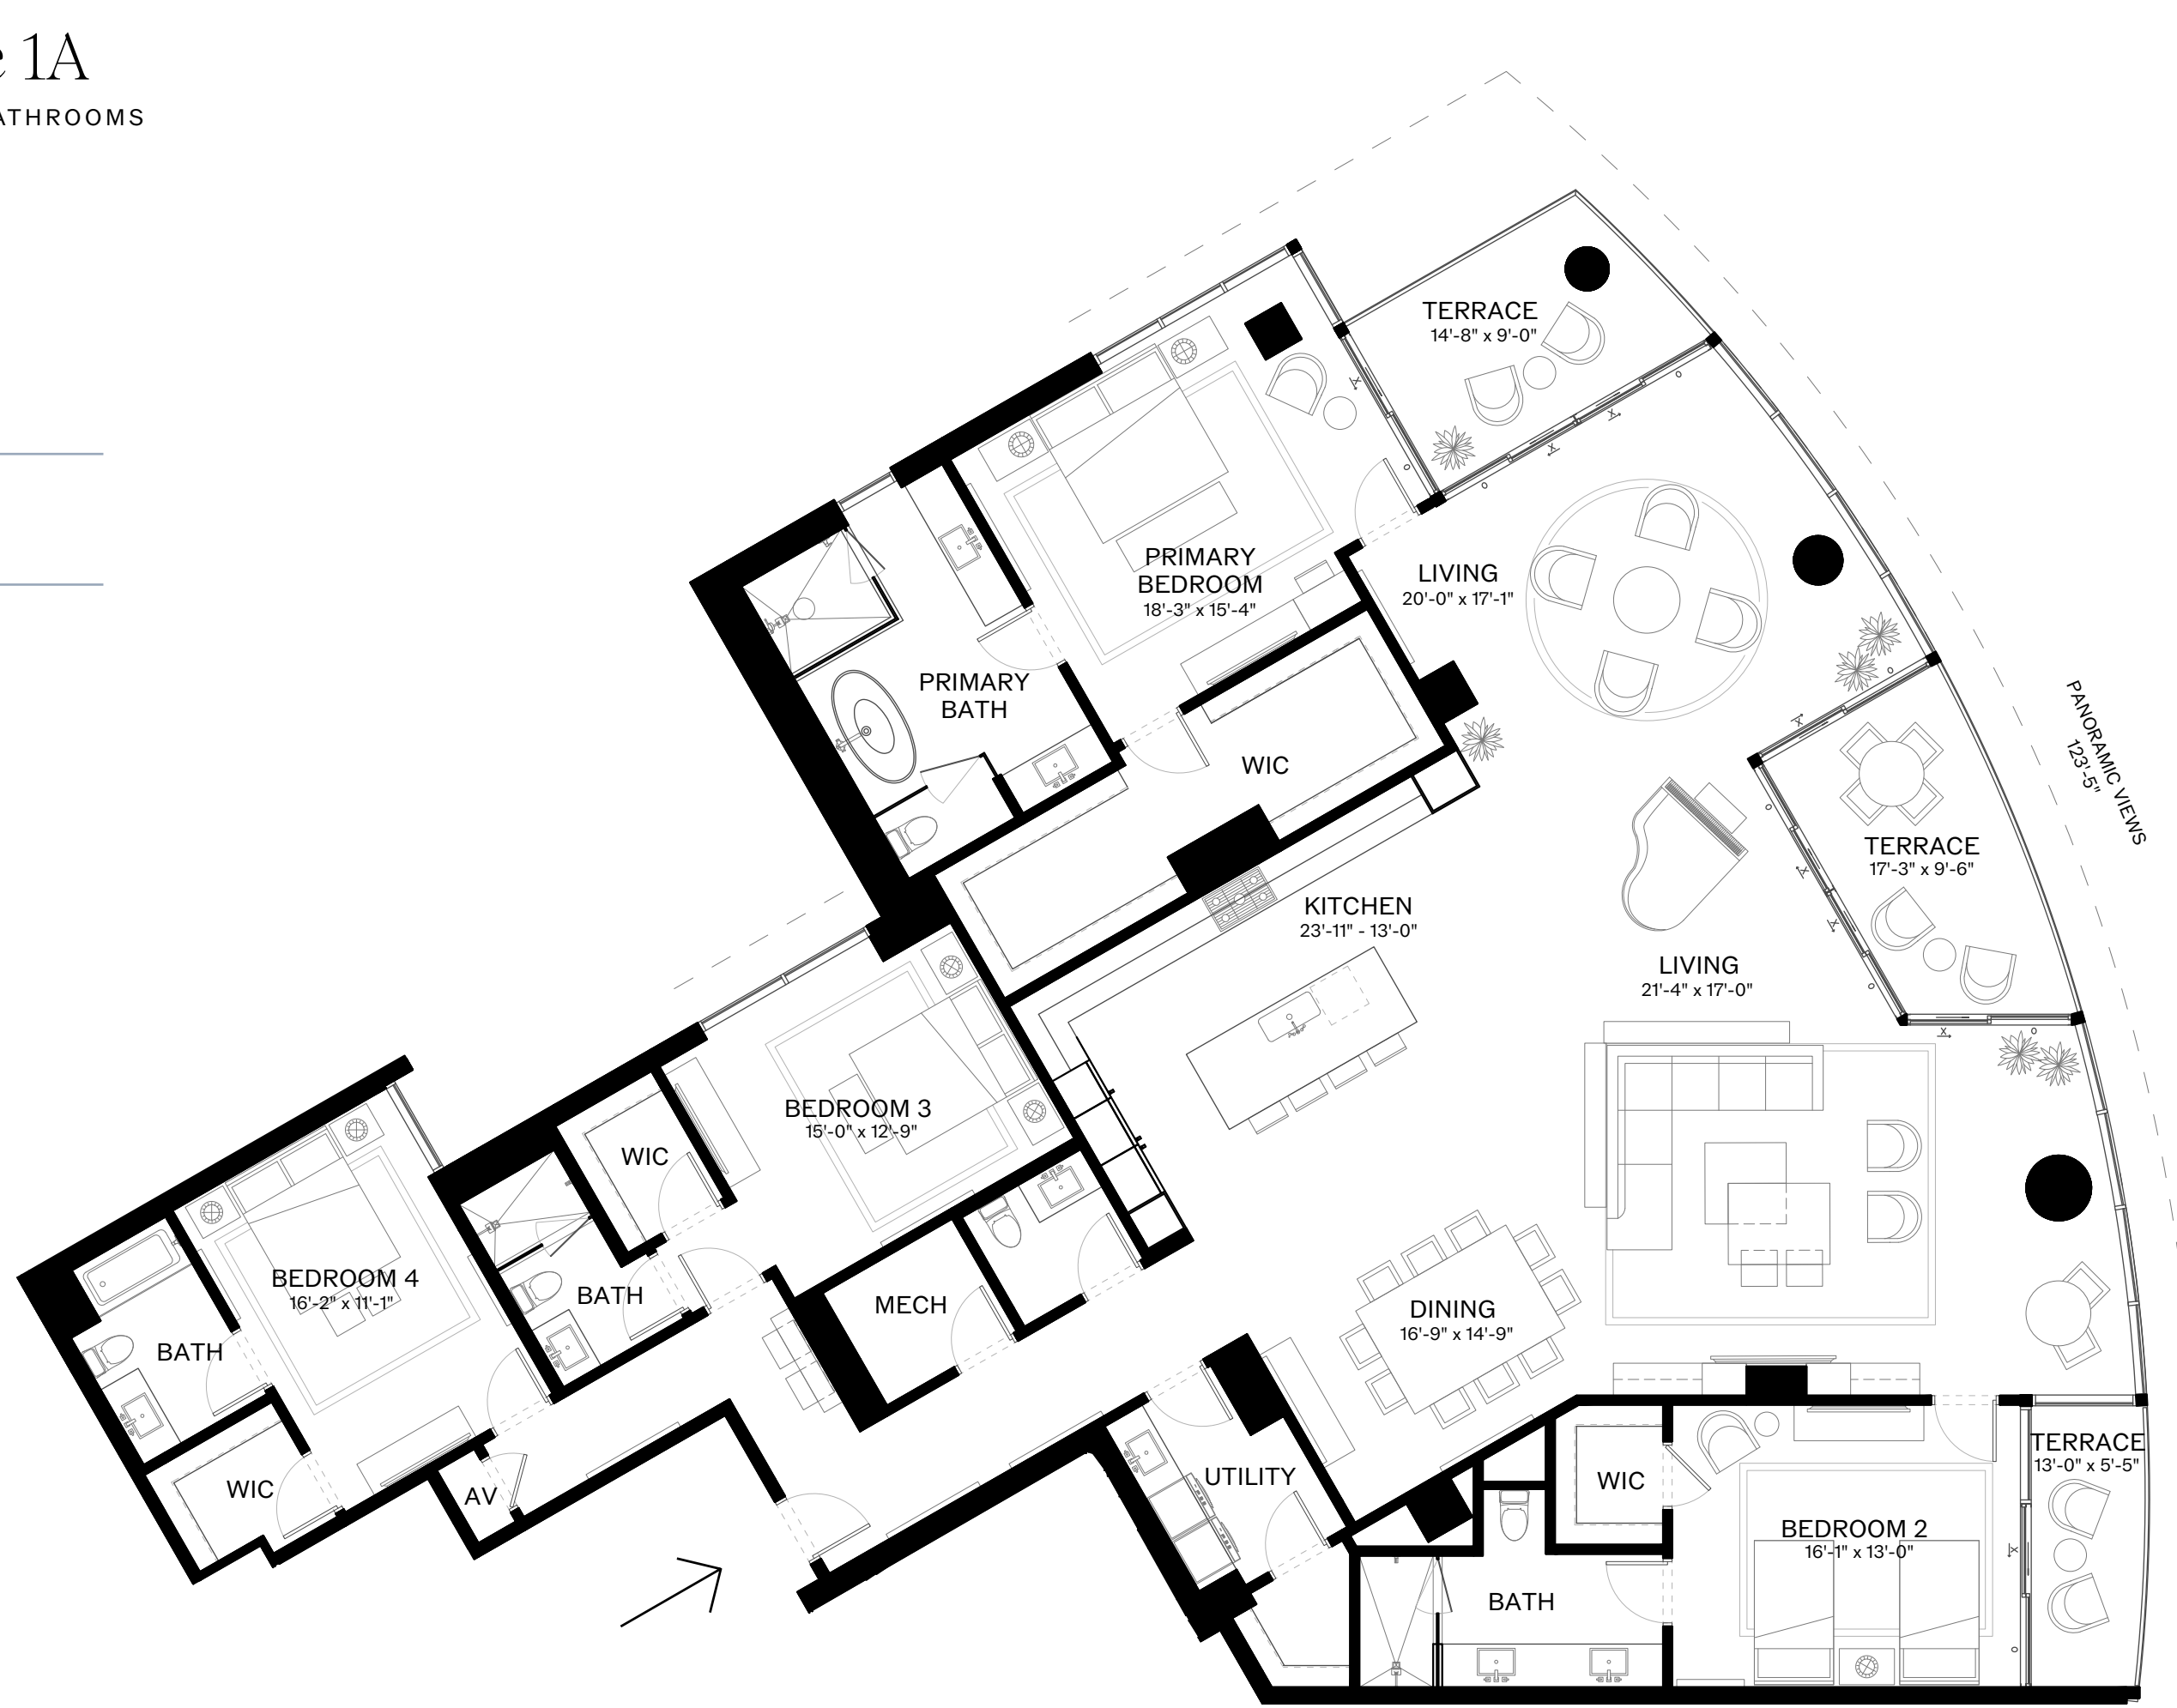 e 1A
ATHROOMS
TERRACE
14'-8" x 9'-0"
PRIMARY
BEDROOM
18'-3" x 15'-4"
LIVING
20'-0" x 17'-1"
PRIMARY
BATH
WIC
PANORAMIC VIEWS
123'-5"
TERRACE
17'-3" x 9'-6"
KITCHEN
23'-11" - 13'-0"
LIVING
21'-4" x 17'-0"
BEDROOM 3
15'-0" x 12'-9"
WIC
BEDROOM 4
16'-2" x 11'-1"
BATH
MECH
DINING
16'-9" x 14'-9"
BATH
WIC
AV
UTILITY
WIC
TERRACE
13'-0" x 5'-5"
BEDROOM 2
16'-1" x 13'-0"
BATH